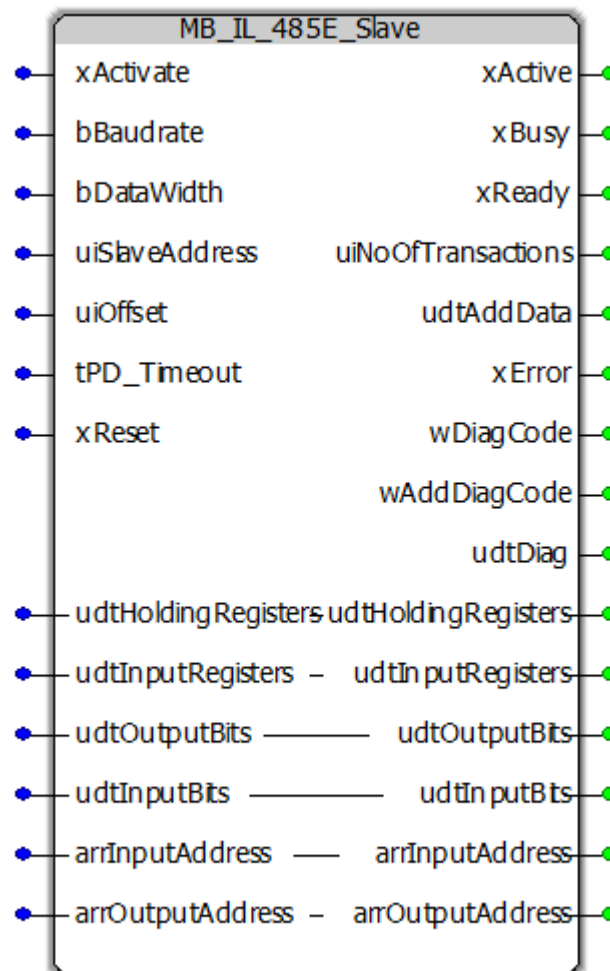 MB_IL_485E_Slave
xActivate xActive
bBaudrate xBusy
bDataWidth xReady
uiSlaveAddress uiNoOfTransactions
uiOffset udtAddData
tPD_Timeout xError
xReset wDiagCode
wAddDiagCode
udtDiag
udtHoldingRegisters udtHoldingRegisters
udtInputRegisters udtInputRegisters
udtOutputBits udtOutputBits
udtInputBits udtInputBits
arrInputAddress arrInputAddress
arrOutputAddress arrOutputAddress